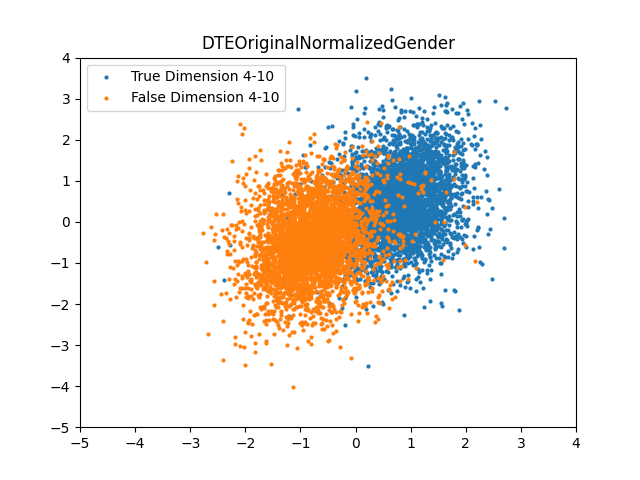 DTEOriginalNormalizedGender
True Dimension 4-10
False Dimension 4-10
4
3
2
1
0
−1
−2
−3
−4
−5
−5 −4 −3 −2 −1 0 1 2 3 4